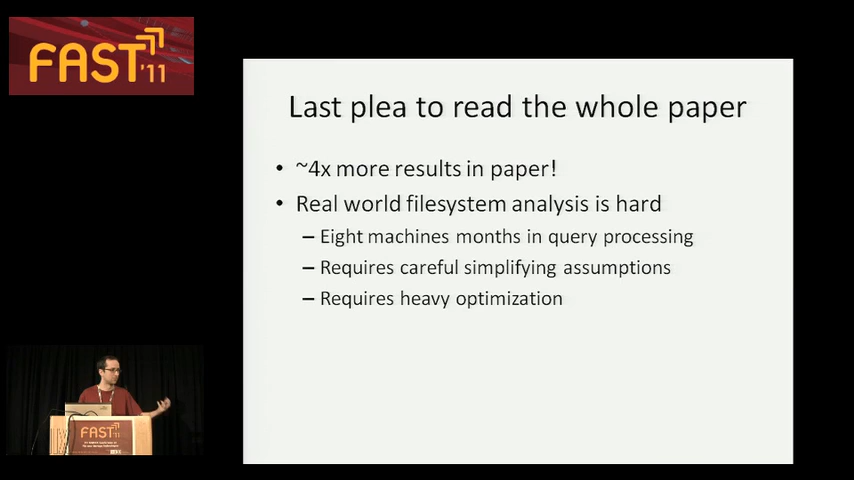 FAST '11
Last plea to read the whole paper
• ~4x more results in paper!
• Real world filesystem analysis is hard
– Eight machines months in query processing
– Requires careful simplifying assumptions
– Requires heavy optimization
FAST '11